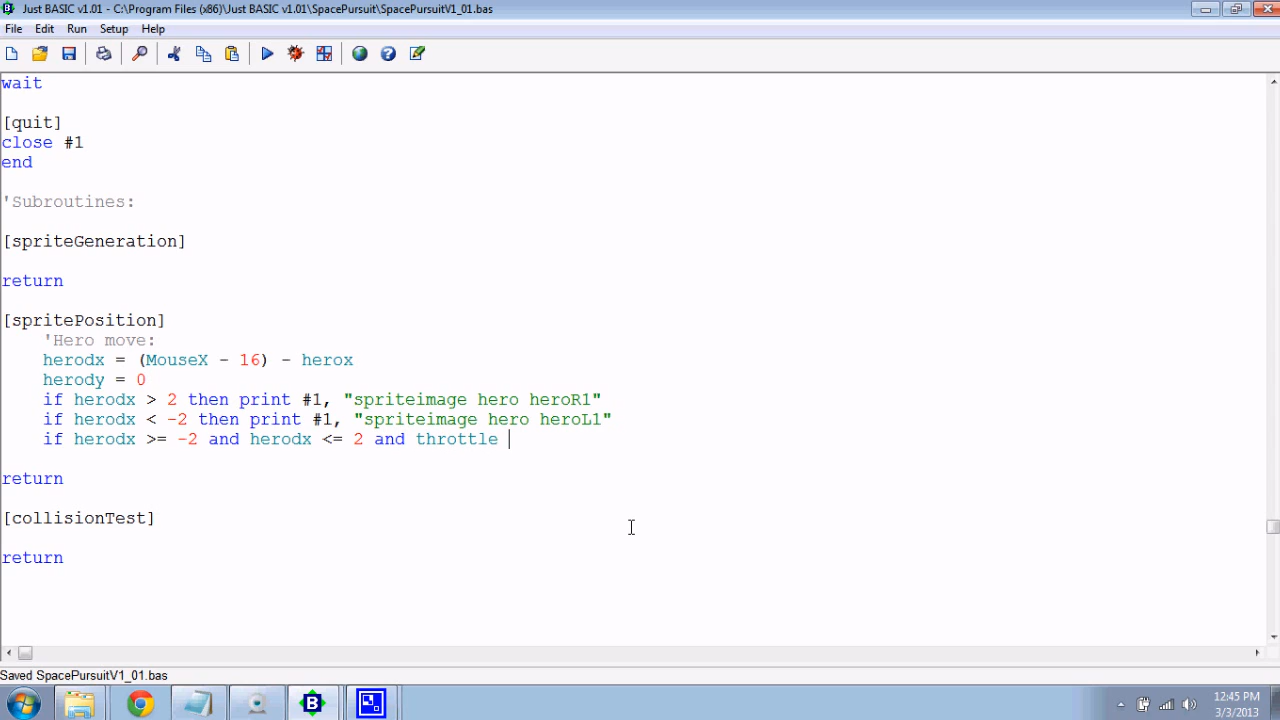 Just BASIC v1.01 - C:\Program Files (x86)\Just BASIC v1.01\SpacePursuit\SpacePursuitV1_01.bas
File Edit Run Setup Help
wait
[quit]
close #1
end
'Subroutines:
[spriteGeneration]
return
[spritePosition]
'Hero move:
herodx = (MouseX - 16) - herox
herody = 0
if herodx > 2 then print #1, "spriteimage hero heroR1"
if herodx < -2 then print #1, "spriteimage hero heroL1"
if herodx >= -2 and herodx <= 2 and throttle
return
[collisionTest]
return
Saved SpacePursuitV1_01.bas
B
12:45 PM
3/3/2013